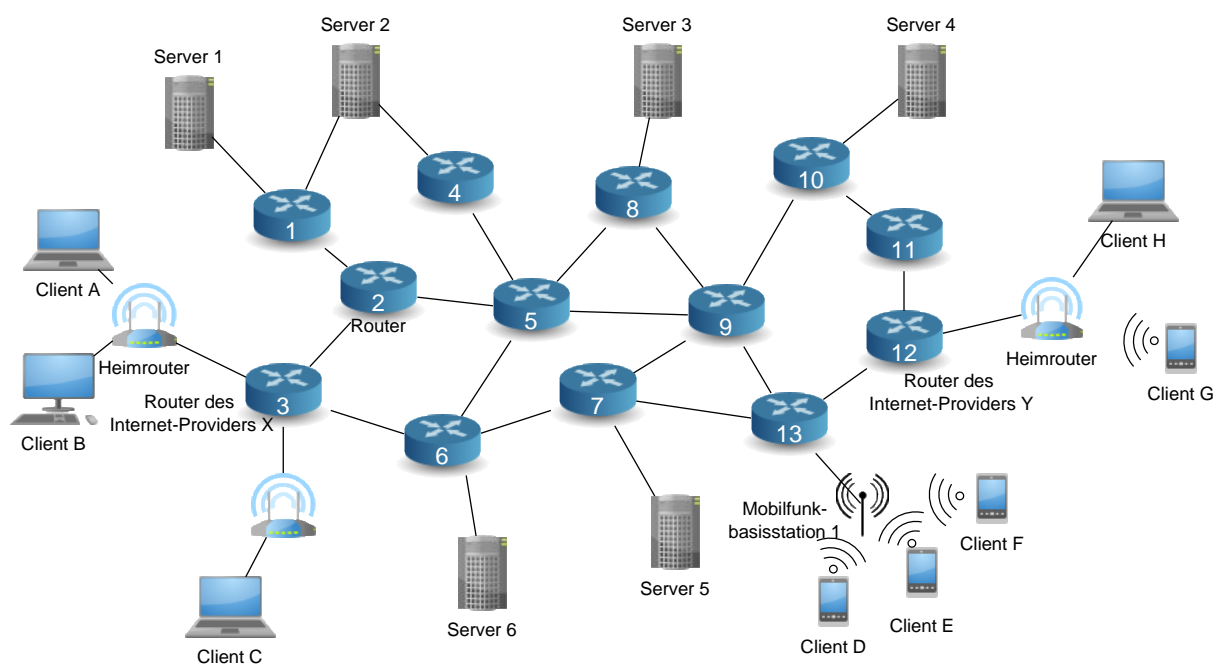 Server 2
Server 3
Server 4
Server 1
4
10
8
1
11
Client H
Client A
2
Router
5
9
12
Heimrouter
Heimrouter
Router des
Internet-Providers Y
Client G
3
Router des
Internet-Providers X
7
13
6
Client B
Mobilfunk-
basisstation 1
Client F
Server 5
Client E
Server 6
Client D
Client C